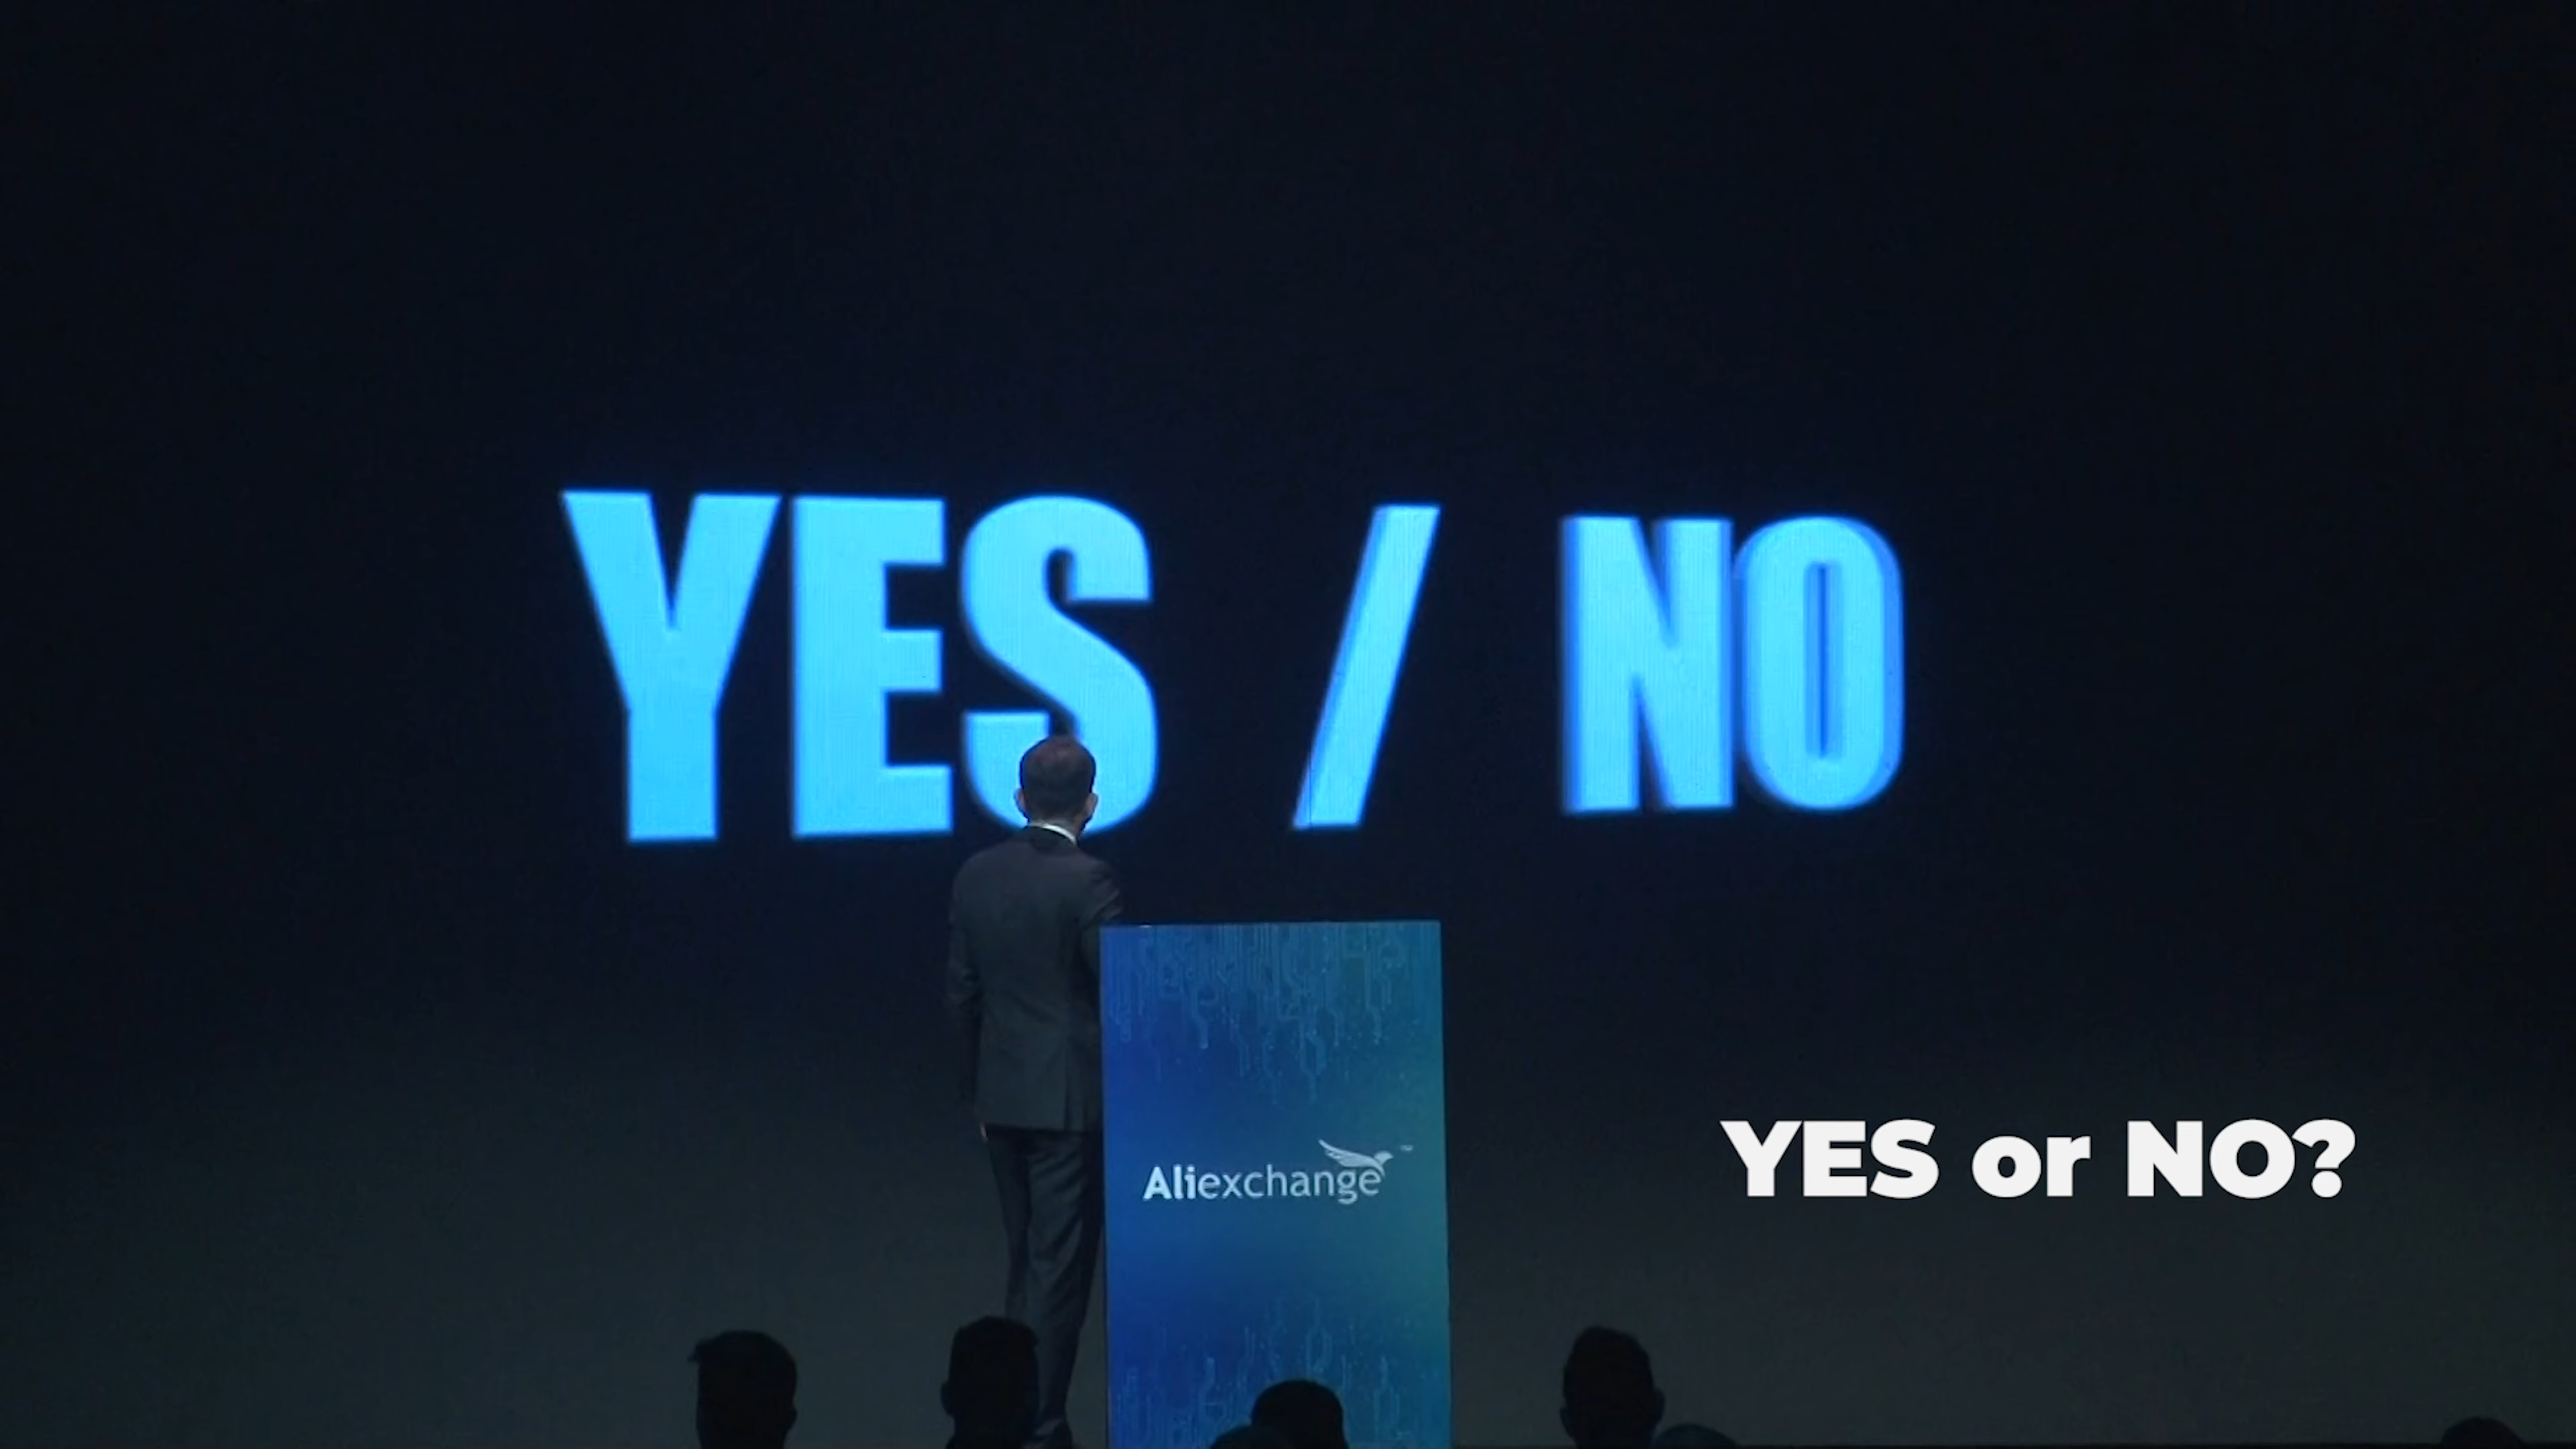 YES / NO
Aliexchange
YES or NO?